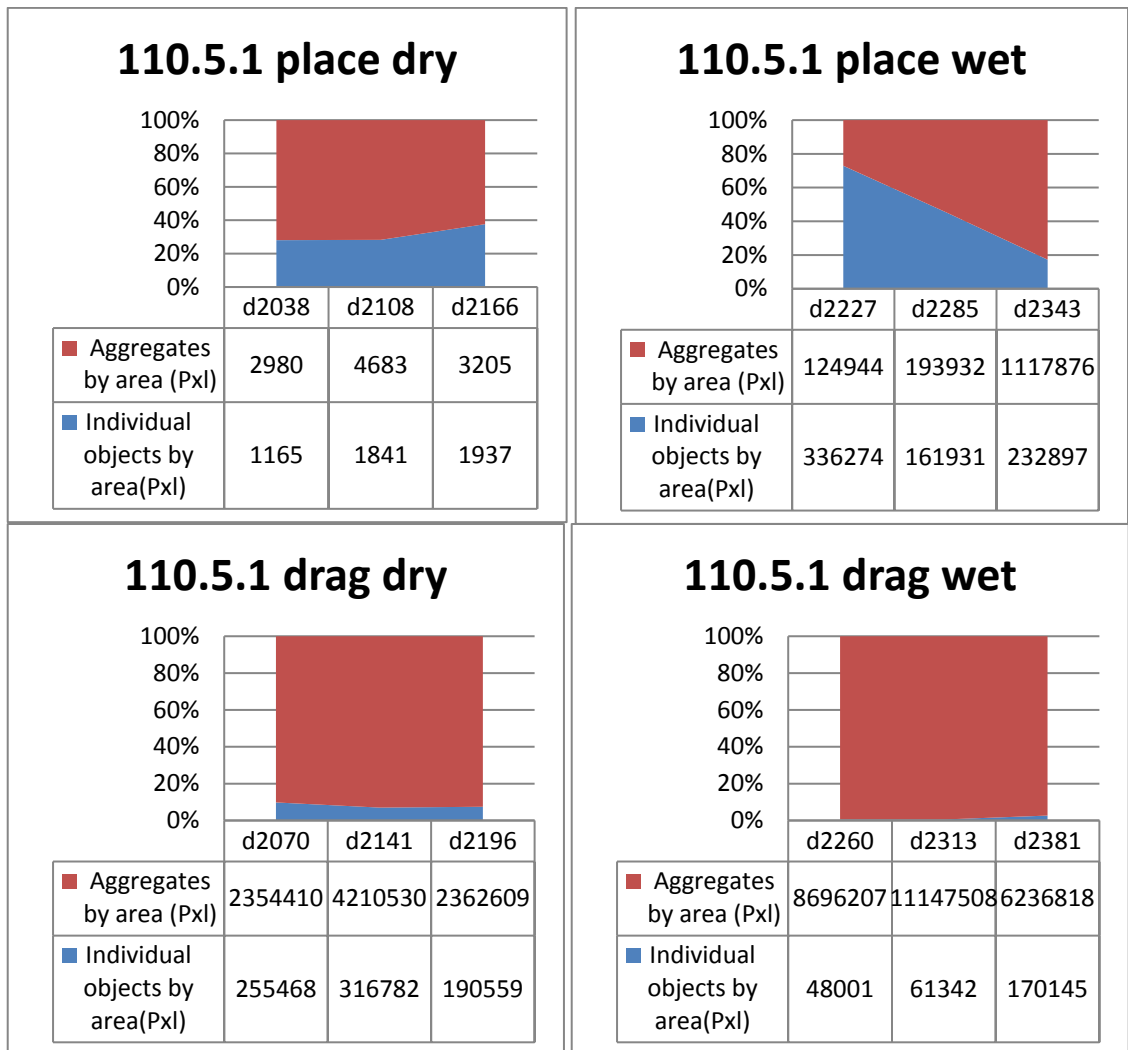 110.5.1 place dry
100%
80%
60%
40%
20%
0%
d2038 d2108 d2166
Aggregates
by area (Pxl)
2980 4683 3205
Individual
objects by
area(Pxl)
1165 1841 1937
110.5.1 place wet
100%
80%
60%
40%
20%
0%
d2227 d2285 d2343
Aggregates
by area (Pxl)
124944 193932 1117876
Individual
objects by
area(Pxl)
336274 161931 232897
110.5.1 drag dry
100%
80%
60%
40%
20%
0%
d2070 d2141 d2196
Aggregates
by area (Pxl)
2354410 4210530 2362609
Individual
objects by
area(Pxl)
255468 316782 190559
110.5.1 drag wet
100%
80%
60%
40%
20%
0%
d2260 d2313 d2381
Aggregates
by area (Pxl)
8696207 11147508 6236818
Individual
objects by
area(Pxl)
48001 61342 170145